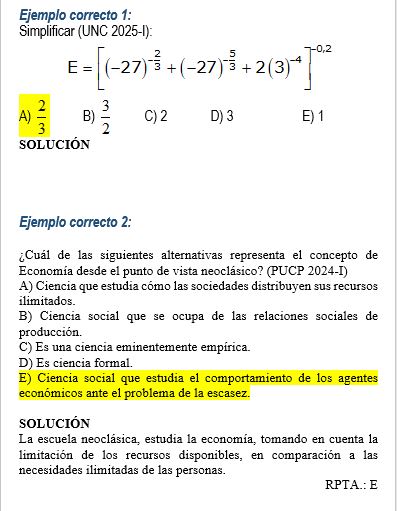 Ejemplo correcto 1:
Simplificar (UNC 2025-I):
E = [(−27)^(−2/3) + (−27)^(−5/3) + 2(3)^(−4)]^(−0,2)
A) 2/3 B) 3/2 C) 2 D) 3 E) 1
SOLUCIÓN
Ejemplo correcto 2:
¿Cuál de las siguientes alternativas representa el concepto de
Economía desde el punto de vista neoclásico? (PUCP 2024-I)
A) Ciencia que estudia cómo las sociedades distribuyen sus recursos
ilimitados.
B) Ciencia social que se ocupa de las relaciones sociales de
producción.
C) Es una ciencia eminentemente empírica.
D) Es ciencia formal.
E) Ciencia social que estudia el comportamiento de los agentes
económicos ante el problema de la escasez.
SOLUCIÓN
La escuela neoclásica, estudia la economía, tomando en cuenta la
limitación de los recursos disponibles, en comparación a las
necesidades ilimitadas de las personas.
RPTA.: E